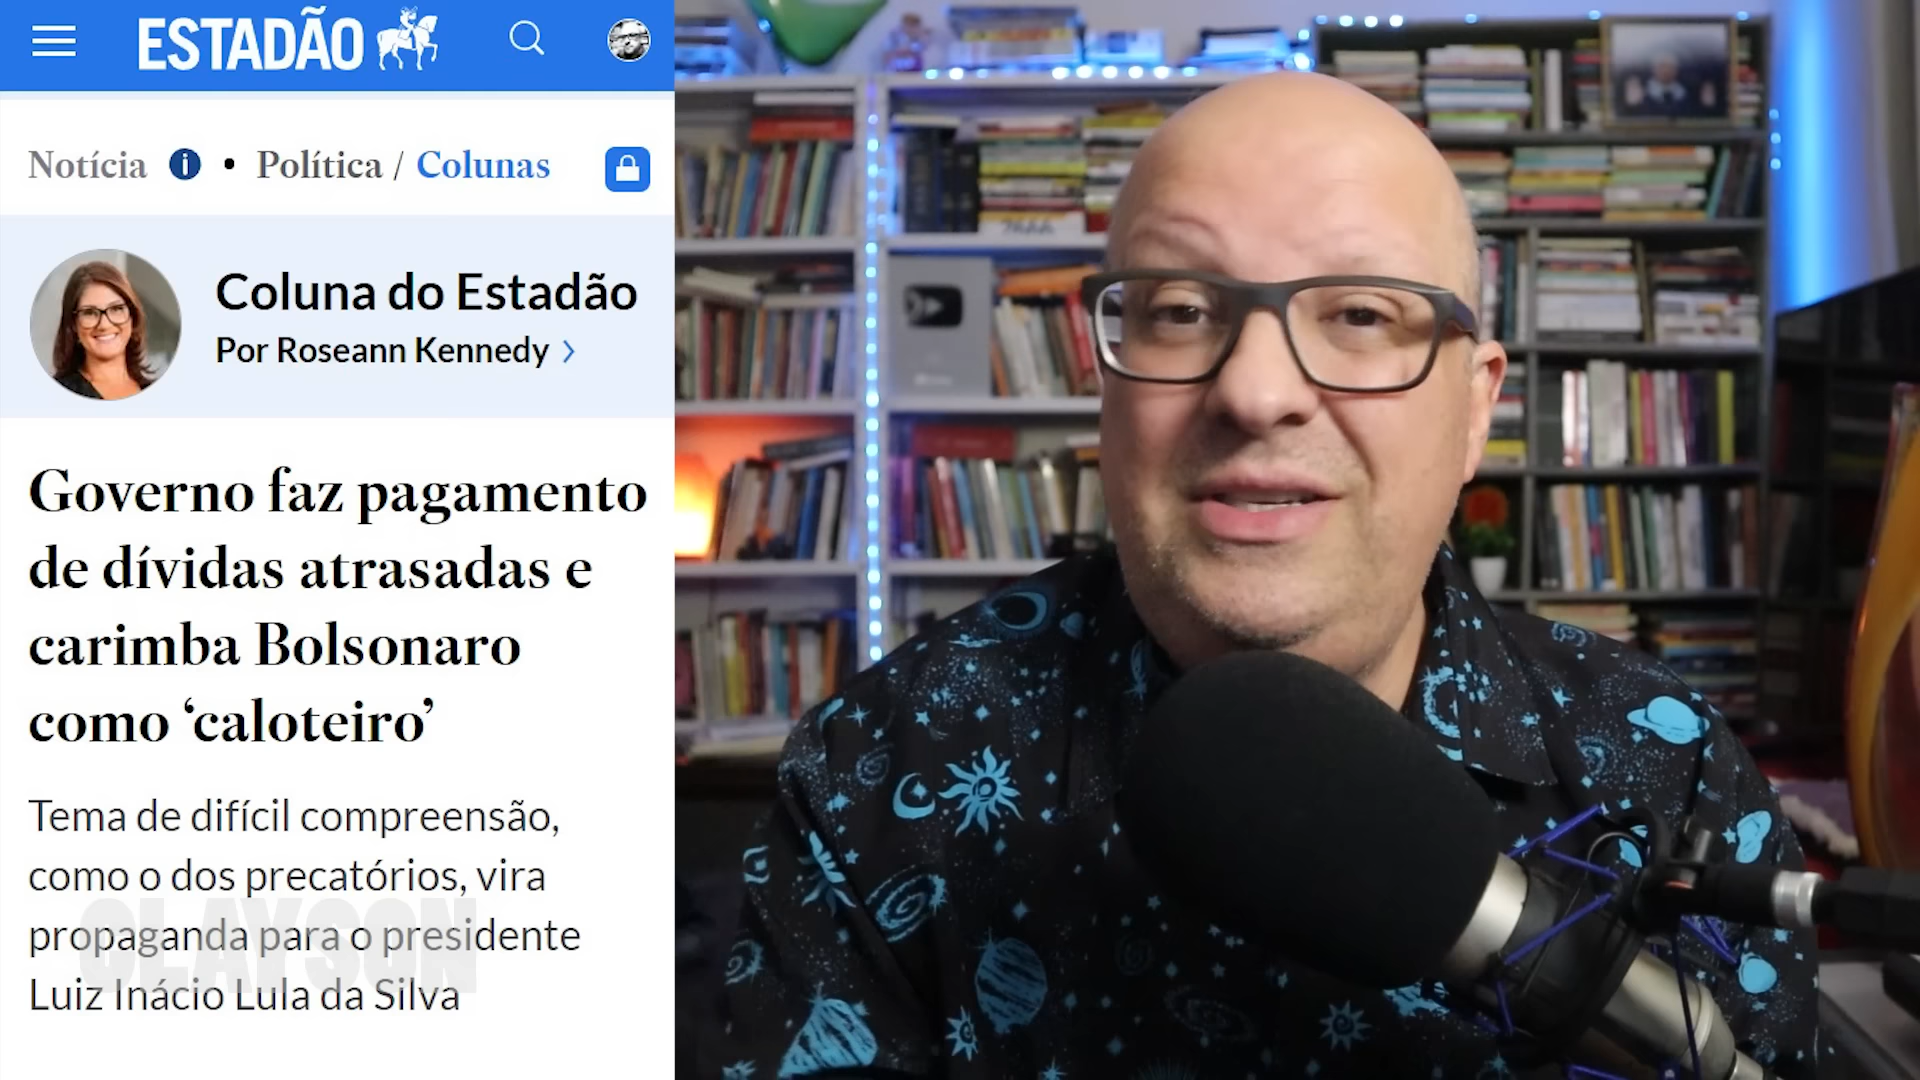 ESTADÃO
Notícia i • Política / Colunas
Coluna do Estadão
Por Roseann Kennedy >
Governo faz pagamento
de dívidas atrasadas e
carimba Bolsonaro
como ‘caloteiro’
Tema de difícil compreensão,
como o dos precatórios, vira
propaganda para o presidente
Luiz Inácio Lula da Silva
CLAYSON